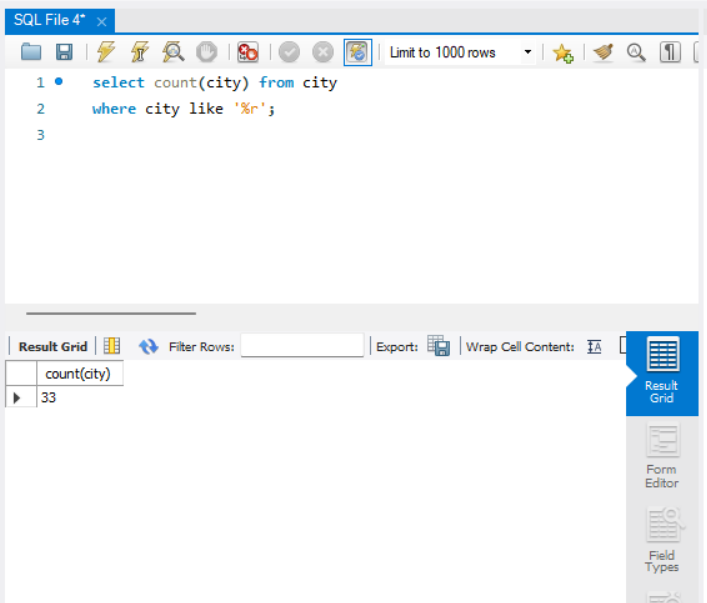 SQL File 4*
Limit to 1000 rows
1 select count(city) from city
2 where city like '%r';
3
Result Grid Filter Rows: Export: Wrap Cell Content:
count(city)
33
Result
Grid
Form
Editor
Field
Types